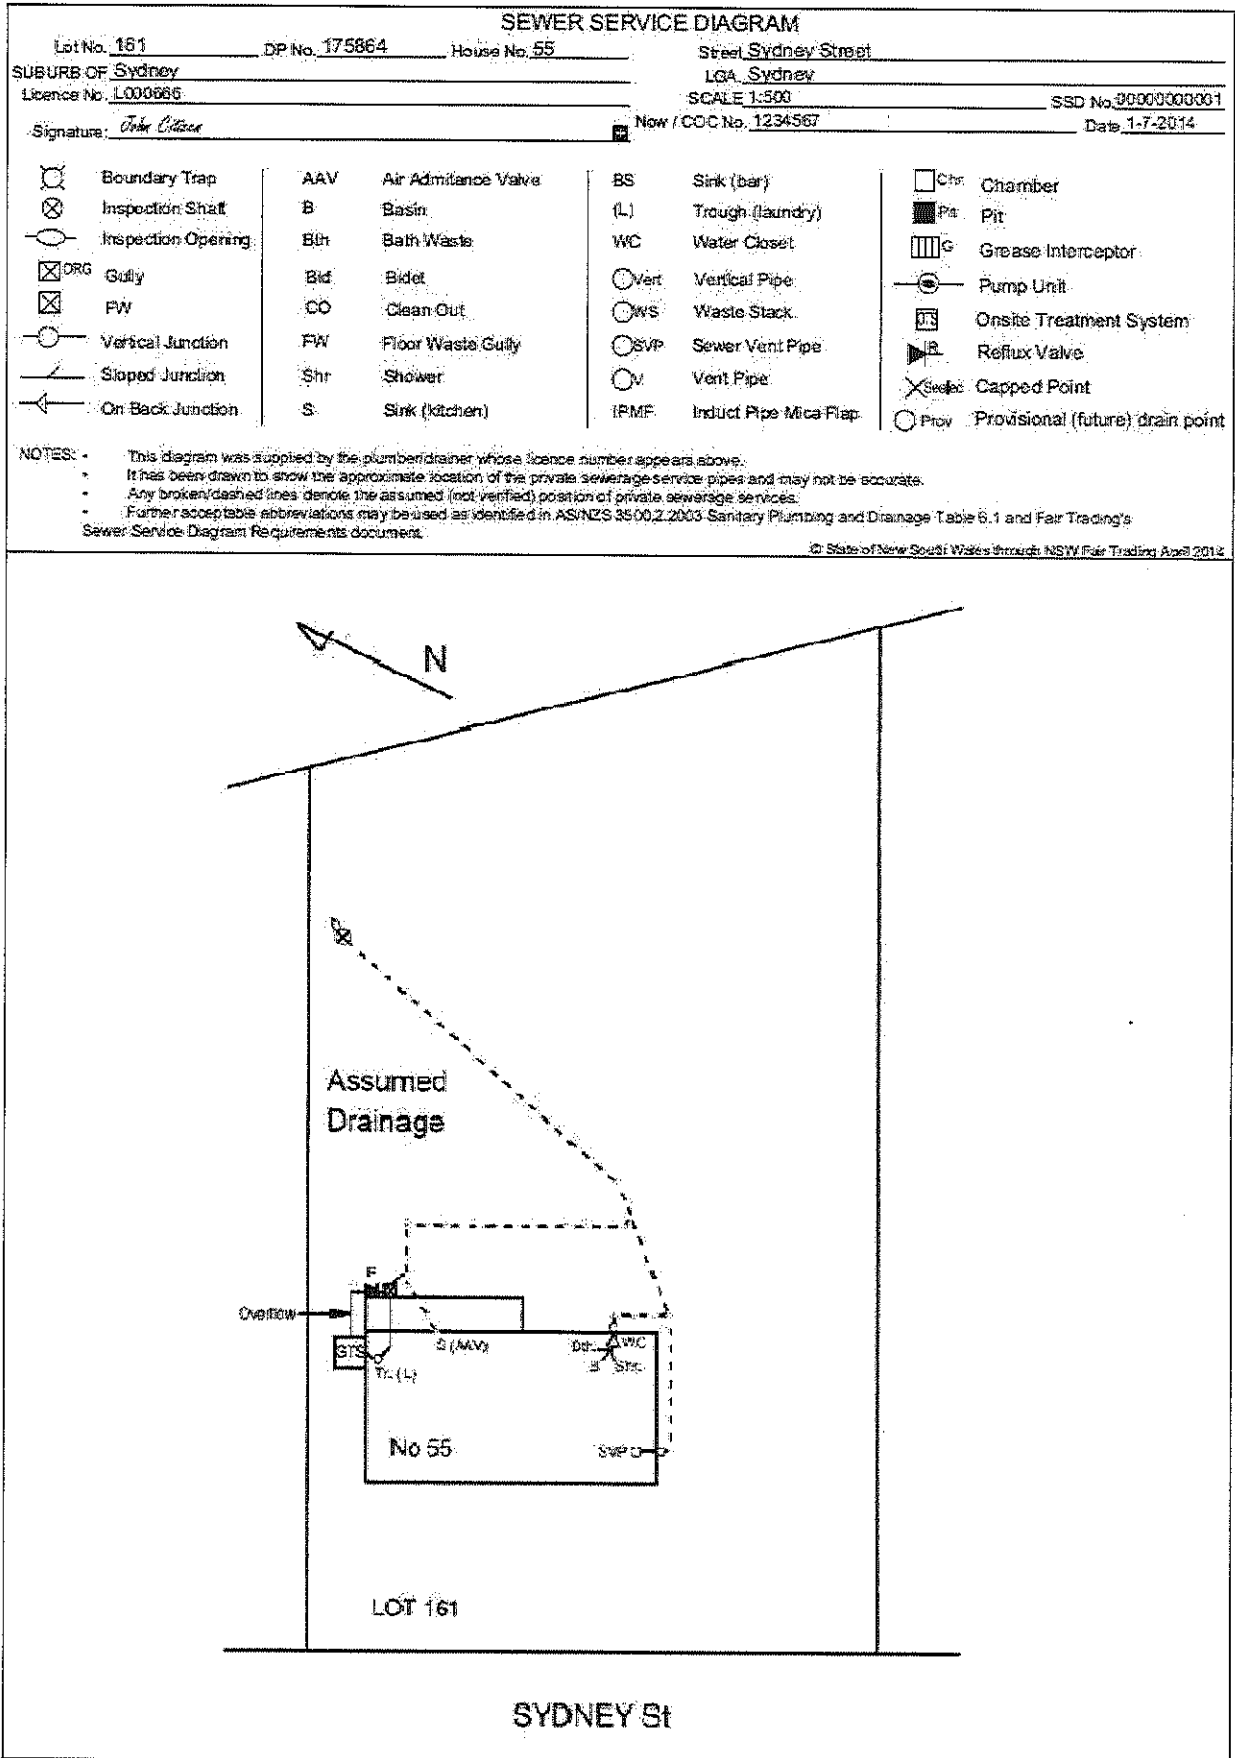 SEWER SERVICE DIAGRAM
Lot No. 161 DP No. 175864 House No. 55 Street Sydney Street
SUBURB OF Sydney LGA Sydney
Licence No. L000666 SCALE 1:500 SSD No. 00000000001
Signature: John Citizen Now / COC No. 1234567 Date 1-7-2014
Boundary Trap AAV Air Admitance Valve BS Sink (bar) Chr Chamber
Inspection Shaft B Basin (L) Trough (laundry) Pit Pit
Inspection Opening Bth Bath Waste WC Water Closet G Grease Interceptor
ORG Gully Bid Bidet Vert Vertical Pipe Pump Unit
FW CO Clean Out WS Waste Stack Onsite Treatment System
Vertical Junction FW Floor Waste Gully SVP Sewer Vent Pipe R Reflux Valve
Sloped Junction Shr Shower V Vent Pipe Sealed Capped Point
On Back Junction S Sink (kitchen) IPMF Induct Pipe Mica Flap Prov Provisional (future) drain point
NOTES: • This diagram was supplied by the plumber/drainer whose licence number appears above.
• It has been drawn to show the approximate location of the private sewerage service pipes and may not be accurate.
• Any broken/dashed lines denote the assumed (not verified) position of private sewerage services.
• Further acceptable abbreviations may be used as identified in AS/NZS 3500.2.2003 Sanitary Plumbing and Drainage Table 6.1 and Fair Trading's
Sewer Service Diagram Requirements document.
© State of New South Wales through NSW Fair Trading April 2014
N
Assumed
Drainage
Overflow
GTS
S (AAV)
Tr. (L)
Bth WC
B Shr
No 55
SVP
LOT 161
SYDNEY St